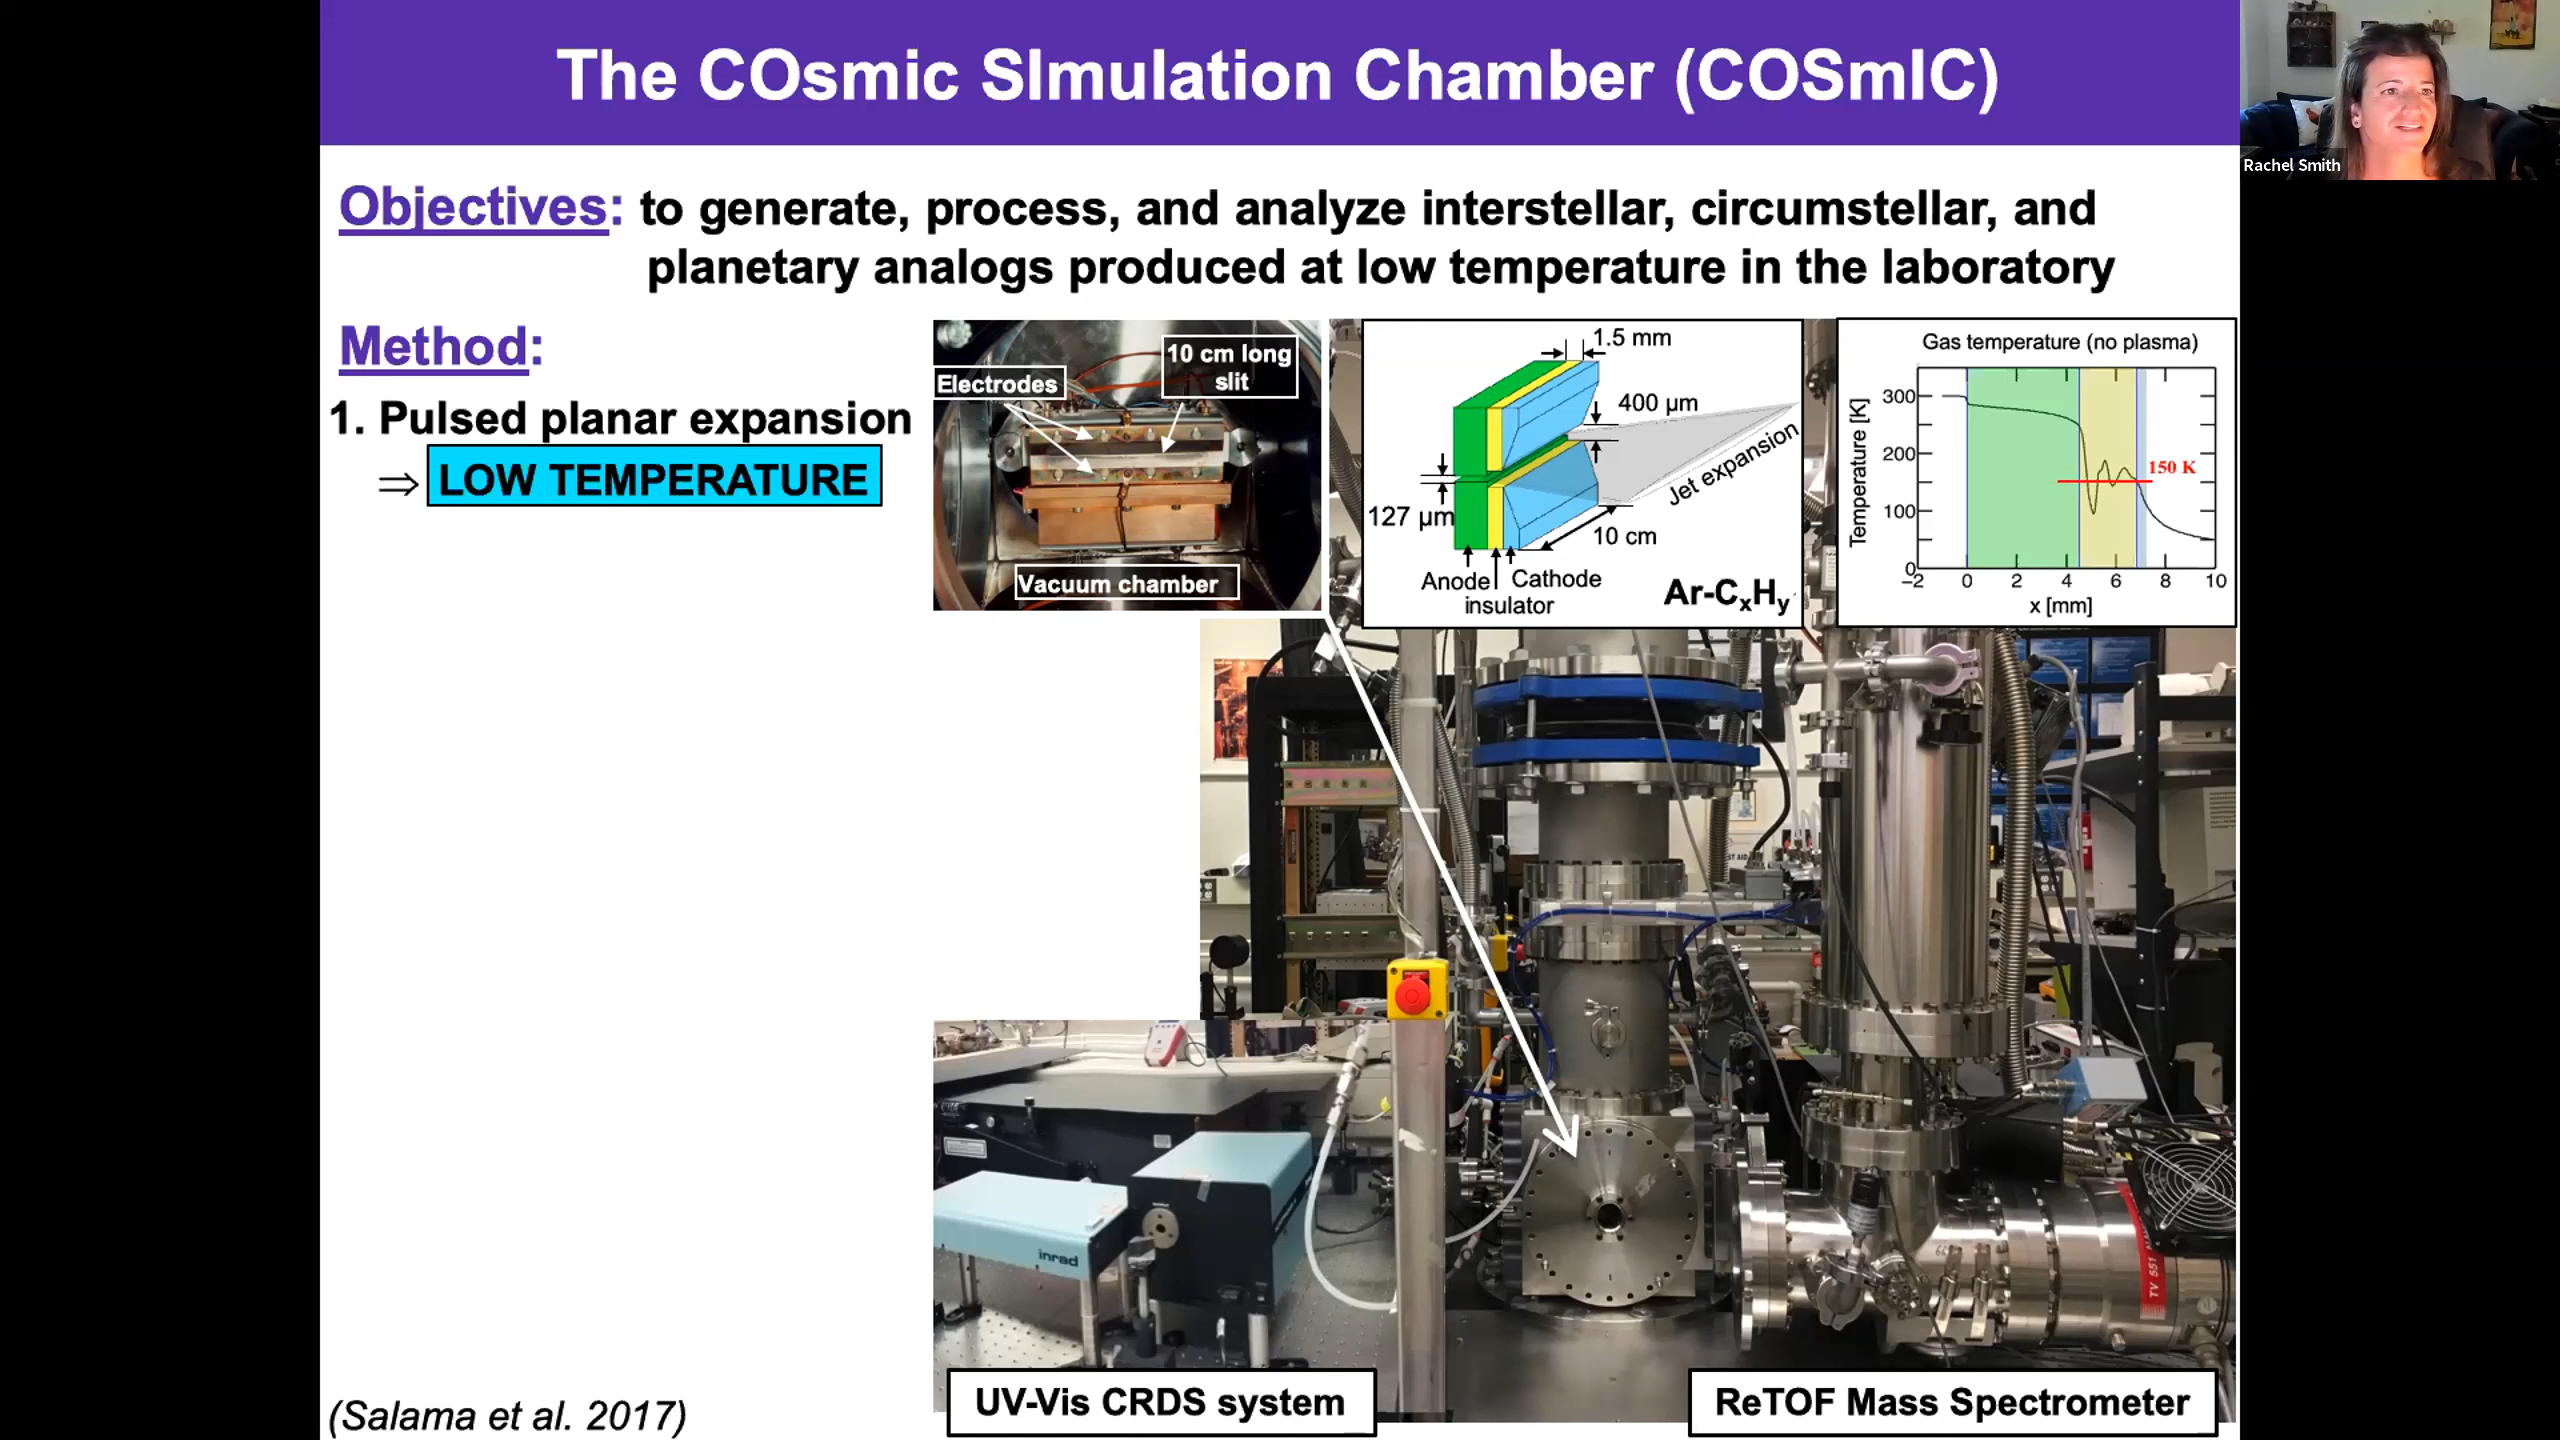 The COsmic SImulation Chamber (COSmIC)
Rachel Smith
Objectives: to generate, process, and analyze interstellar, circumstellar, and
planetary analogs produced at low temperature in the laboratory
Method:
1. Pulsed planar expansion
⇒ LOW TEMPERATURE
Electrodes
10 cm long
slit
Vacuum chamber
1.5 mm
400 µm
Jet expansion
127 µm
10 cm
Anode
Cathode
insulator
Ar-CxHy
Gas temperature (no plasma)
Temperature [K]
300
200
100
0
150 K
−2 0 2 4 6 8 10
x [mm]
inrad
TV 551
UV-Vis CRDS system
ReTOF Mass Spectrometer
(Salama et al. 2017)